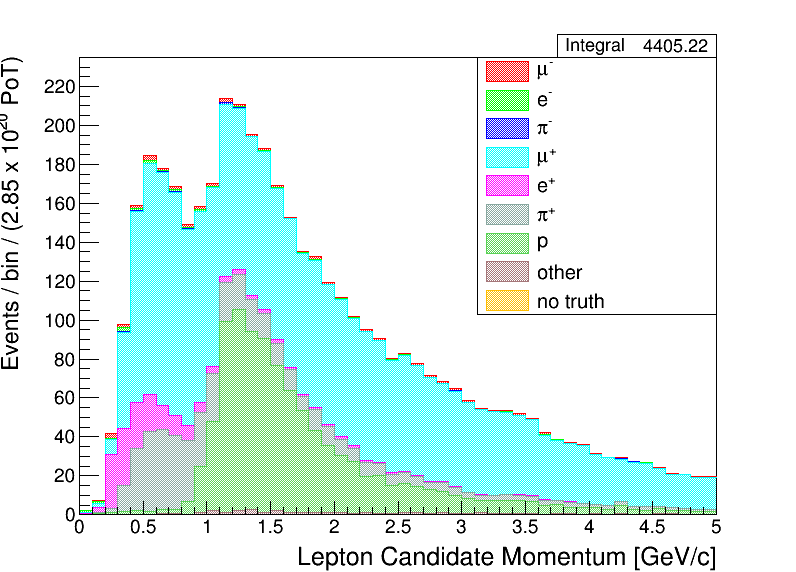 Integral 4405.22
Events / bin / (2.85 x 10²⁰ PoT)
μ⁻
e⁻
π⁻
μ⁺
e⁺
π⁺
p
other
no truth
220
200
180
160
140
120
100
80
60
40
20
0
0 0.5 1 1.5 2 2.5 3 3.5 4 4.5 5
Lepton Candidate Momentum [GeV/c]